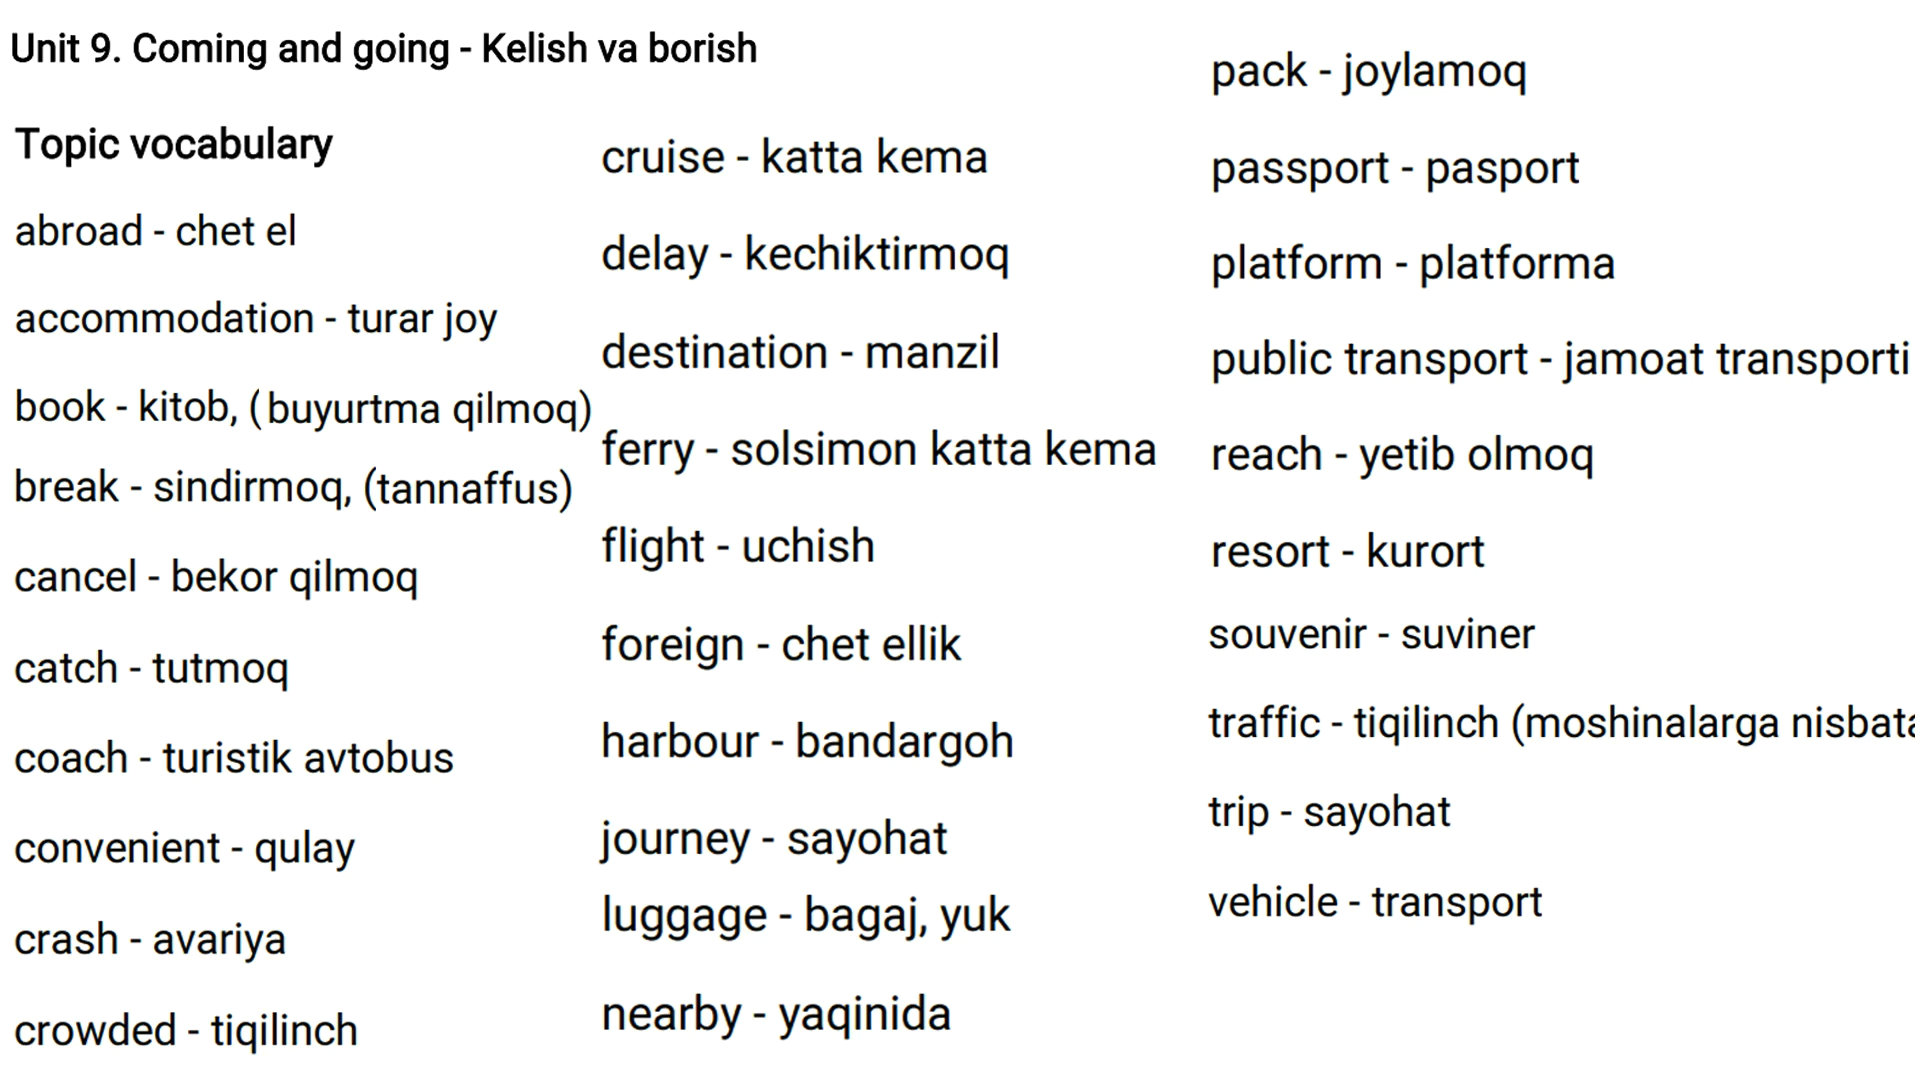 Unit 9. Coming and going - Kelish va borish
Topic vocabulary
abroad - chet el
accommodation - turar joy
book - kitob, (buyurtma qilmoq)
break - sindirmoq, (tannaffus)
cancel - bekor qilmoq
catch - tutmoq
coach - turistik avtobus
convenient - qulay
crash - avariya
crowded - tiqilinch
cruise - katta kema
delay - kechiktirmoq
destination - manzil
ferry - solsimon katta kema
flight - uchish
foreign - chet ellik
harbour - bandargoh
journey - sayohat
luggage - bagaj, yuk
nearby - yaqinida
pack - joylamoq
passport - pasport
platform - platforma
public transport - jamoat transporti
reach - yetib olmoq
resort - kurort
souvenir - suviner
traffic - tiqilinch (moshinalarga
trip - sayohat
vehicle - transport